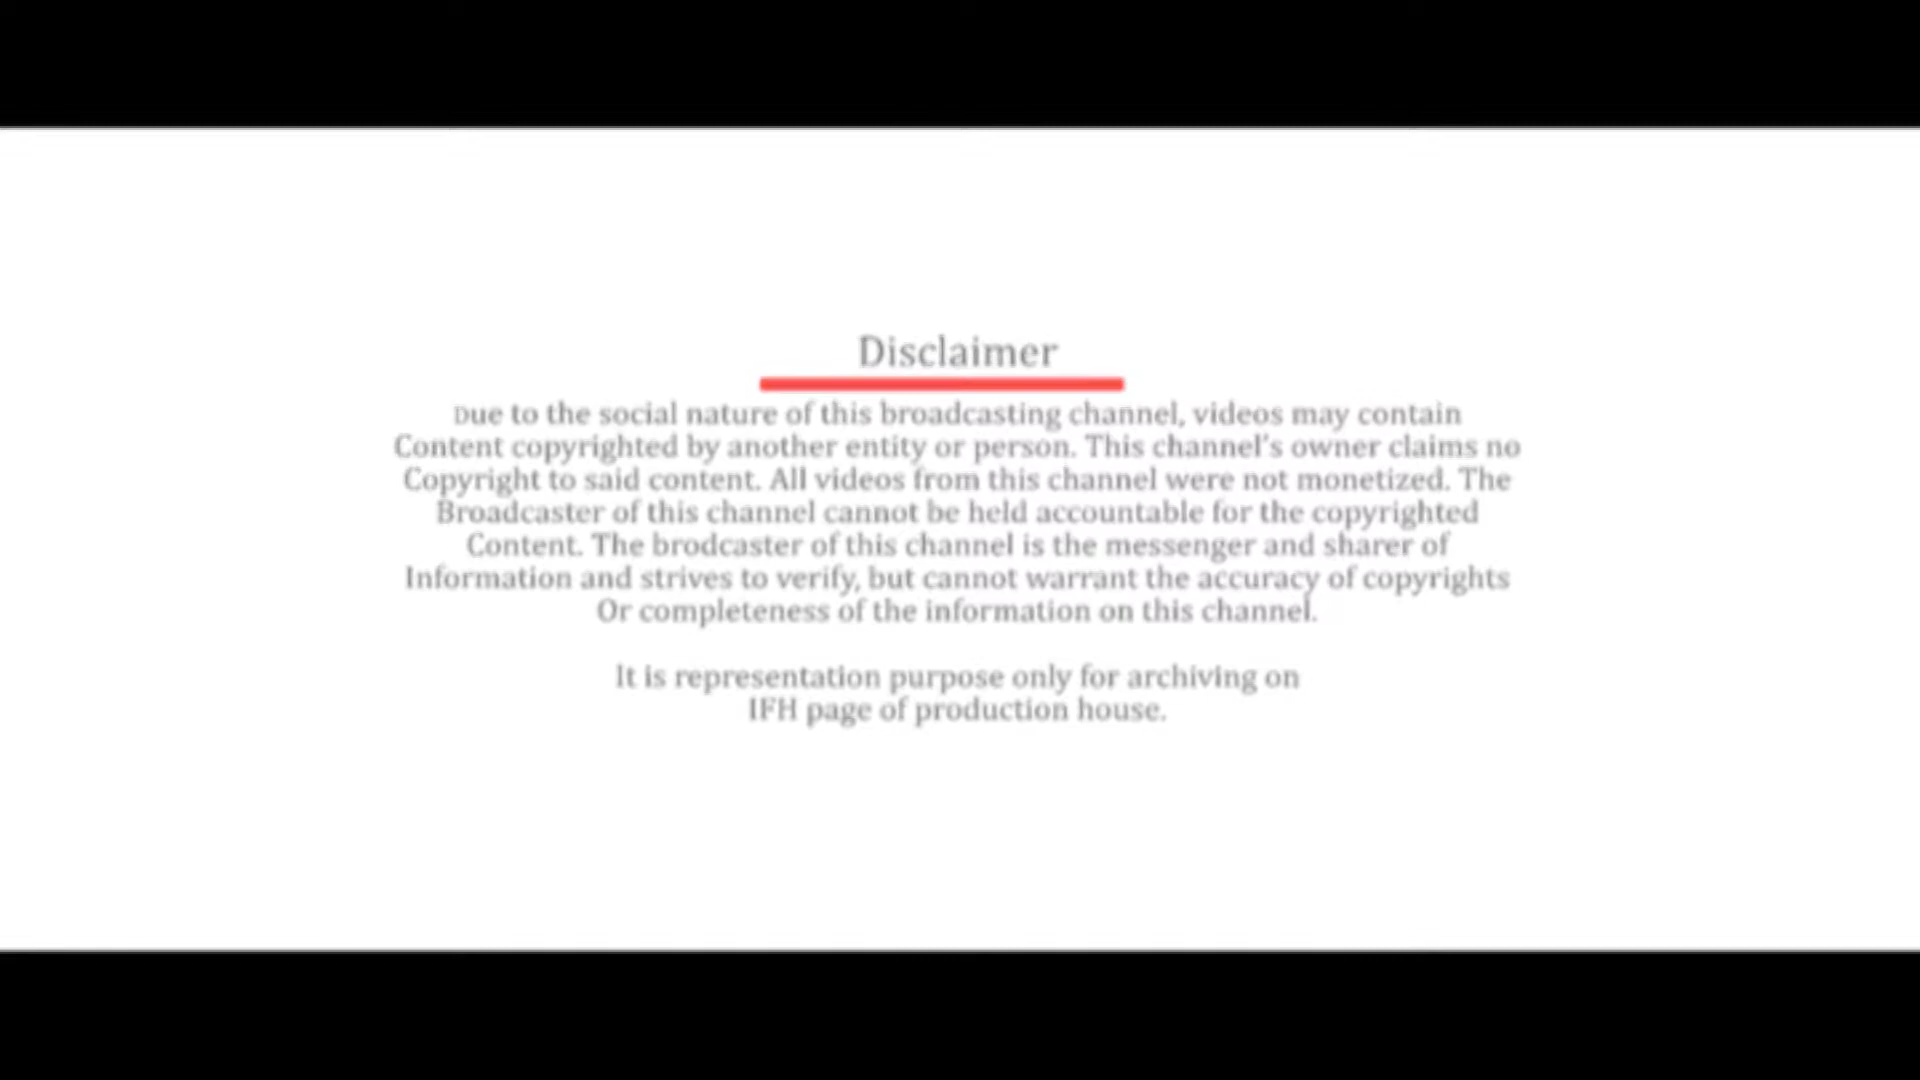 Disclaimer
Due to the social nature of this broadcasting channel, videos may contain
Content copyrighted by another entity or person. This channel's owner claims no
Copyright to said content. All videos from this channel were not monetized. The
Broadcaster of this channel cannot be held accountable for the copyrighted
Content. The brodcaster of this channel is the messenger and sharer of
Information and strives to verify, but cannot warrant the accuracy of copyrights
Or completeness of the information on this channel.
It is representation purpose only for archiving on
IFH page of production house.